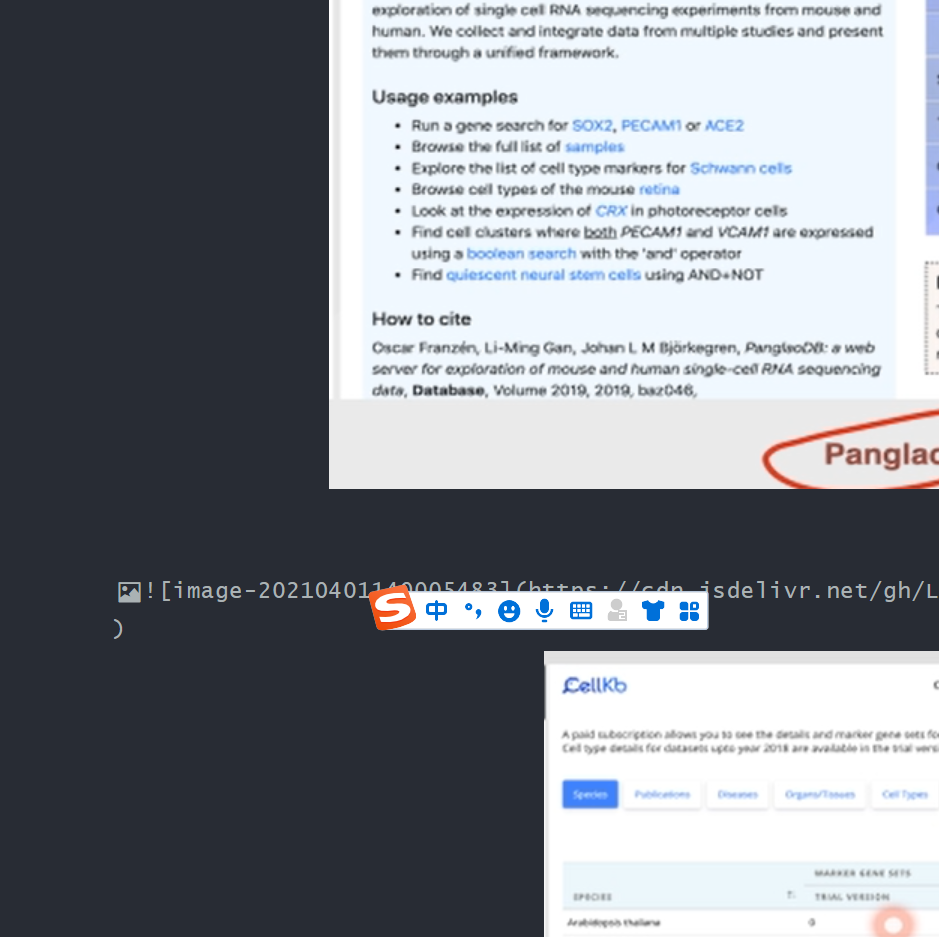 exploration of single cell RNA sequencing experiments from mouse and
human. We collect and integrate data from multiple studies and present
them through a unified framework.
Usage examples
• Run a gene search for SOX2, PECAM1 or ACE2
• Browse the full list of samples
• Explore the list of cell type markers for Schwann cells
• Browse cell types of the mouse retina
• Look at the expression of CRX in photoreceptor cells
• Find cell clusters where both PECAM1 and VCAM1 are expressed
using a boolean search with the 'and' operator
• Find quiescent neural stem cells using AND+NOT
How to cite
Oscar Franzén, Li-Ming Gan, Johan L M Björkegren, PanglaoDB: a web
server for exploration of mouse and human single-cell RNA sequencing
data, Database, Volume 2019, 2019, baz046,
Panglao
![image-20210401140005483](https://cdn.jsdelivr.net/gh/L
)
S 中 °,
CellKb
A paid subscription allows you to see the details and marker gene sets fo
Cell type details for datasets upto year 2018 are available in the trial vers
Species Publications Diseases Organs/Tissues Cell Types
MARKER GENE SETS
SPECIES TRIAL VERSION
Arabidopsis thaliana 0